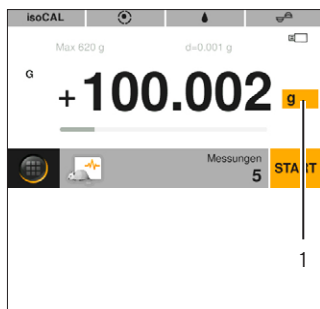 isoCAL
Max 620 g d=0.001 g
G
+100.002 g
Messungen
5
START
1